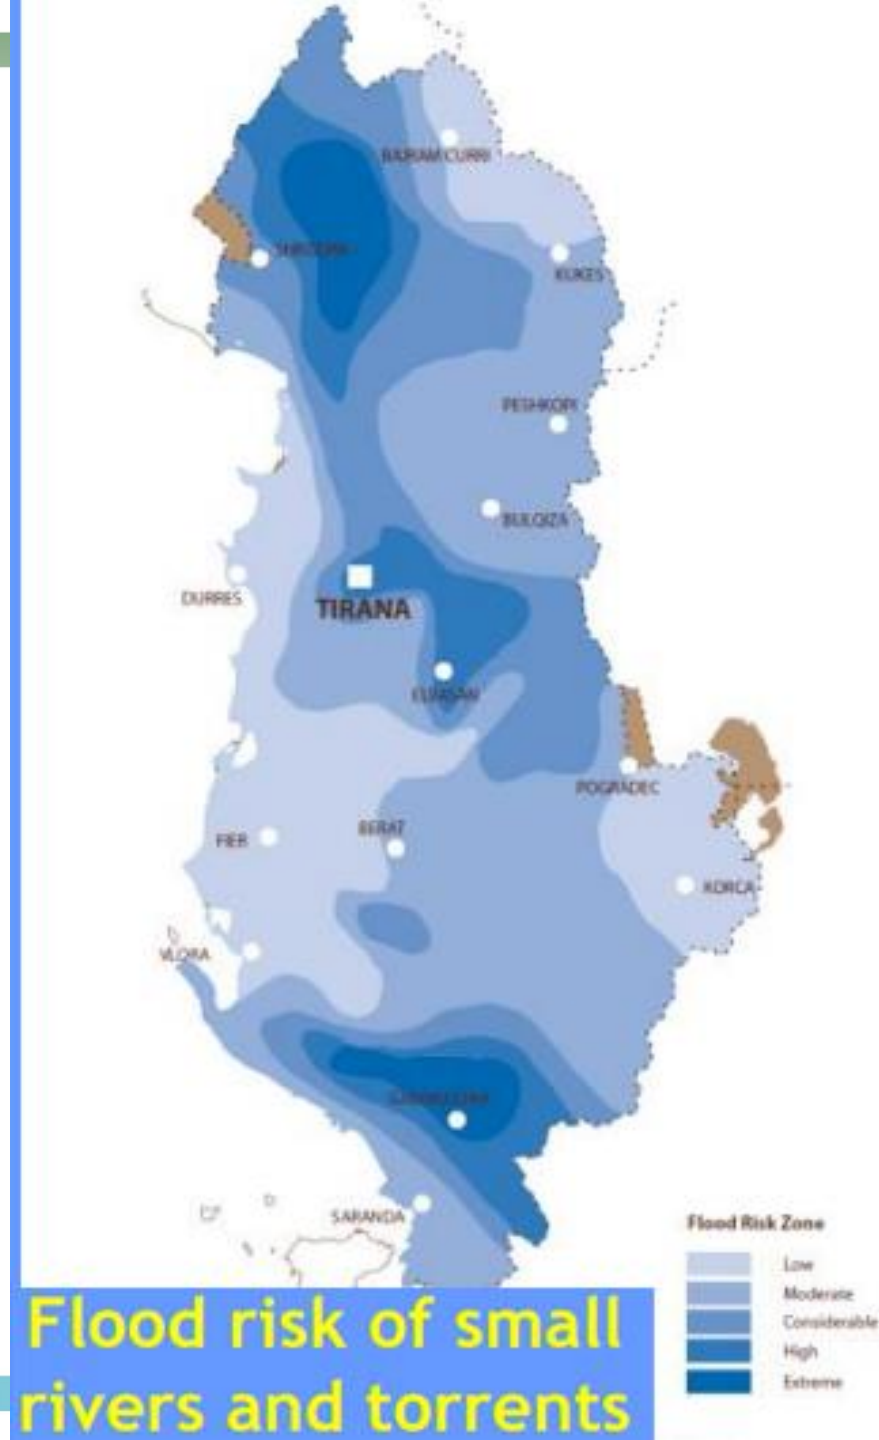 BAJRAM CURRI
KUKES
PESHKOPI
BULQIZA
DURRES
TIRANA
ELBASAN
POGRADEC
BERAT
FIER
KORCA
VLORA
SARANDA
Flood Risk Zone
Low
Moderate
Considerable
High
Extreme
Flood risk of small
rivers and torrents